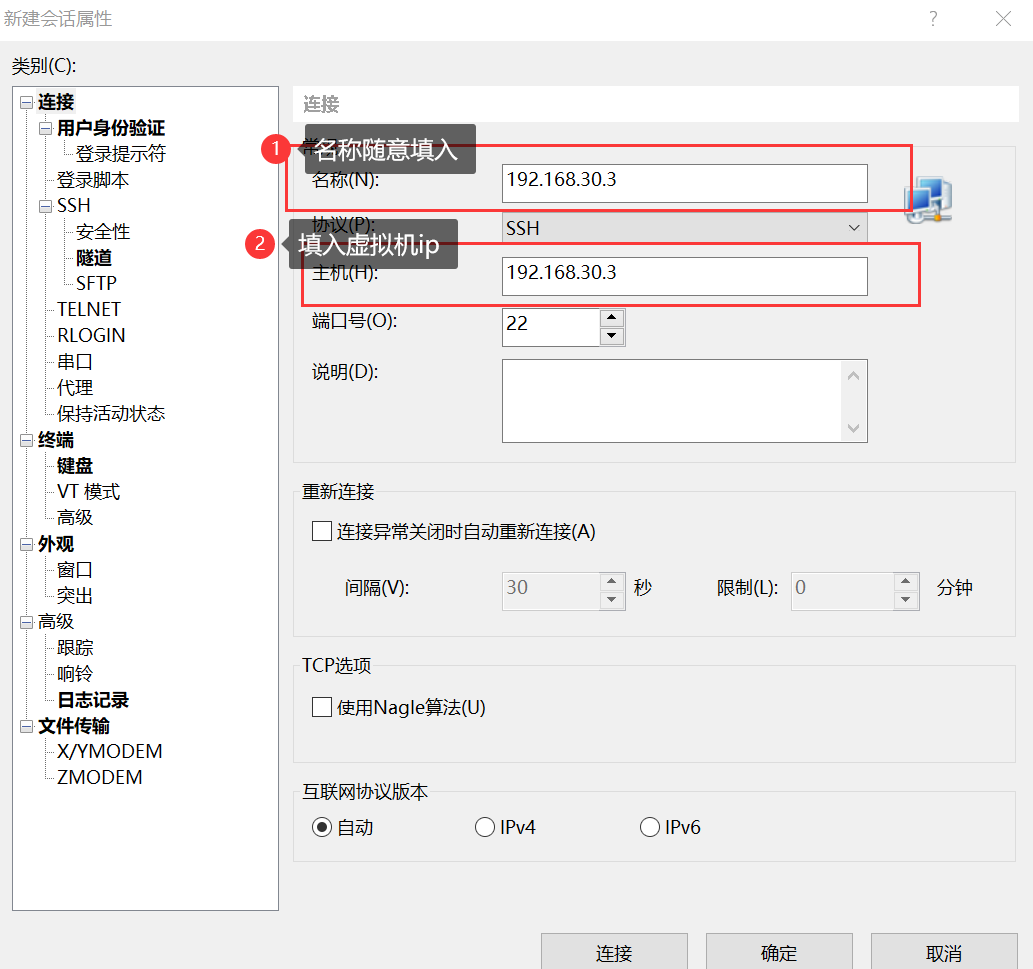 新建会话属性
?
类别(C):
连接
用户身份验证
登录提示符
登录脚本
SSH
安全性
隧道
SFTP
TELNET
RLOGIN
串口
代理
保持活动状态
终端
键盘
VT 模式
高级
外观
窗口
突出
高级
跟踪
响铃
日志记录
文件传输
X/YMODEM
ZMODEM
连接
1 名称随意填入
名称(N): 192.168.30.3
协议(P): SSH
2 填入虚拟机ip
主机(H): 192.168.30.3
端口号(O): 22
说明(D):
重新连接
连接异常关闭时自动重新连接(A)
间隔(V): 30 秒 限制(L): 0 分钟
TCP选项
使用Nagle算法(U)
互联网协议版本
自动 IPv4 IPv6
连接 确定 取消